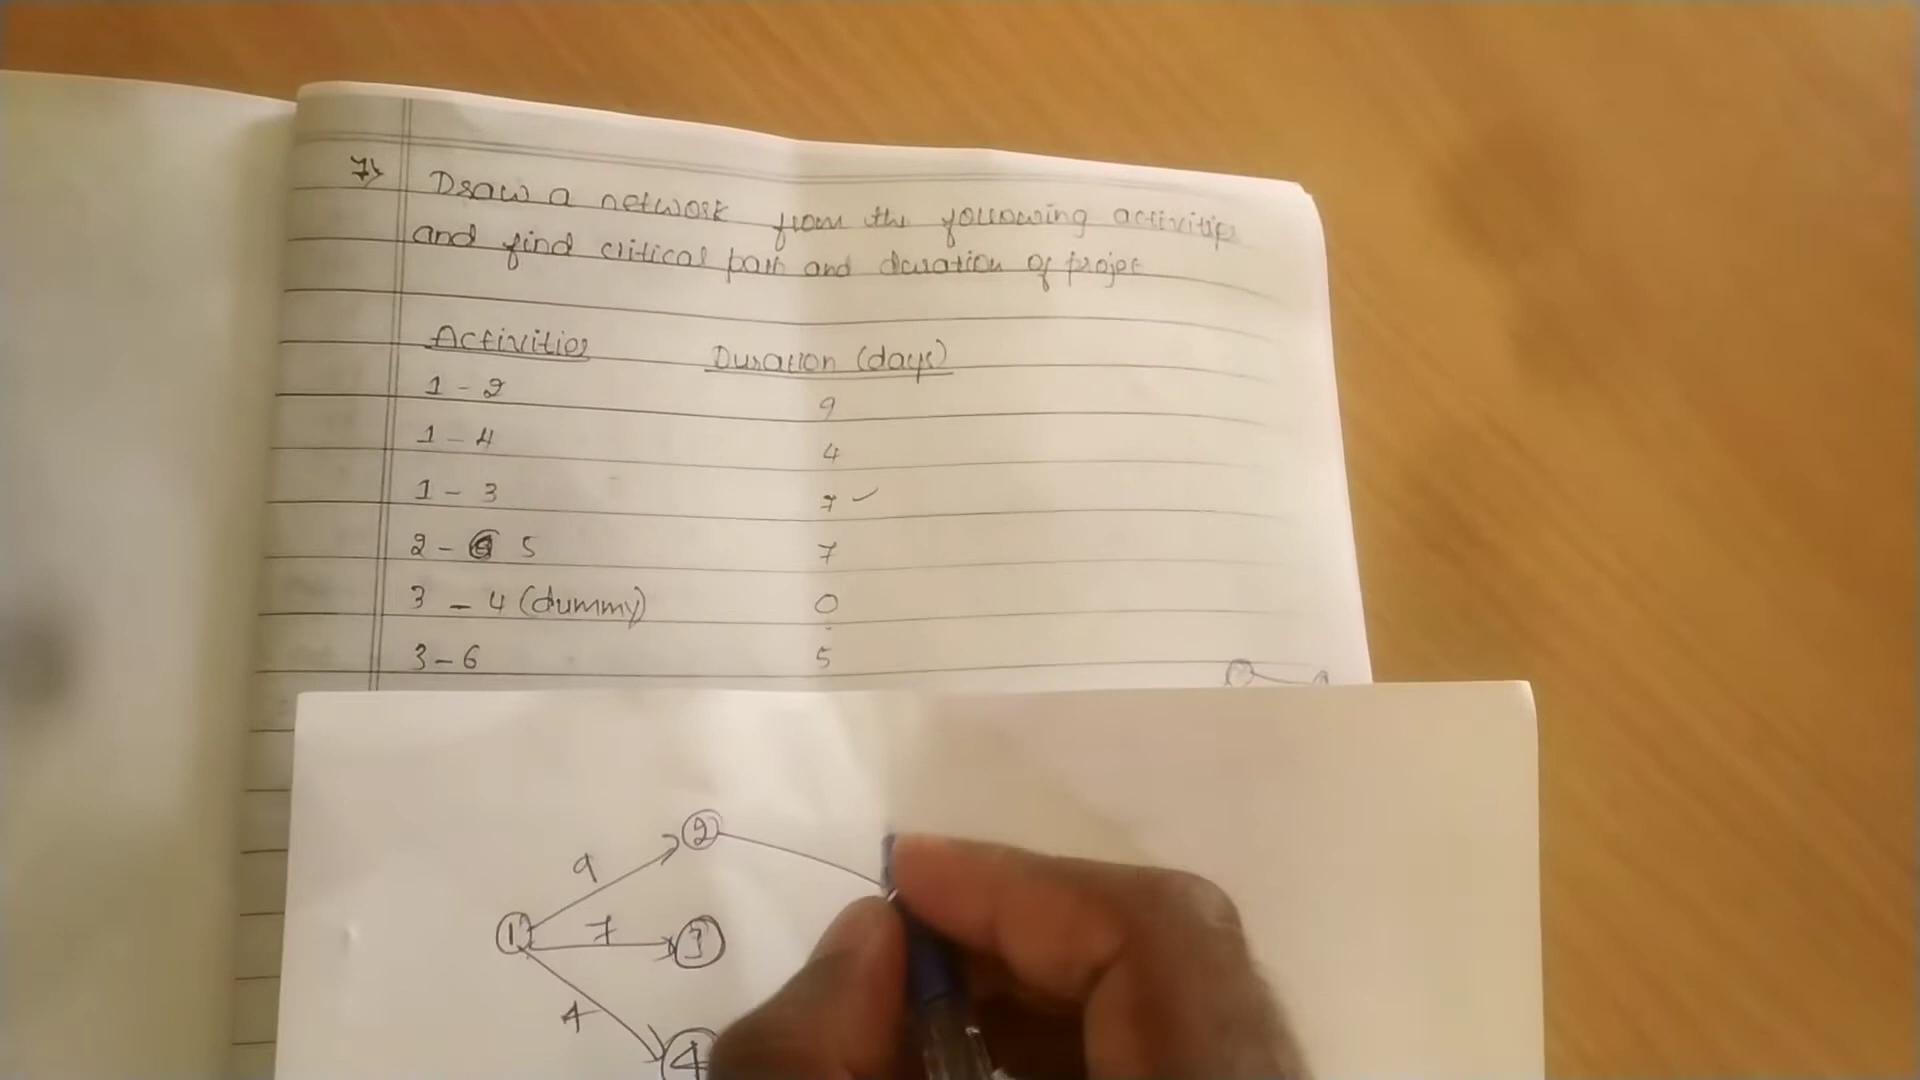 7)
Draw a network from the following activities
and find critical path and duration of projec
Activities Duration (days)
1 - 2 9
1 - 4 4
1 - 3 7
2 - 5 7
3 - 4 (dummy) 0
3 - 6 5
2
9
1
7
3
4
4